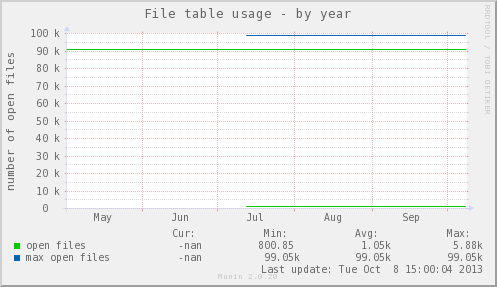 File table usage - by year
RRDTOOL / TOBI OETIKER
number of open files
100 k
90 k
80 k
70 k
60 k
50 k
40 k
30 k
20 k
10 k
0
May Jun Jul Aug Sep
Cur: Min: Avg: Max:
open files -nan 800.85 1.05k 5.88k
max open files -nan 99.05k 99.05k 99.05k
Last update: Tue Oct 8 15:00:04 2013
Munin 2.0.20